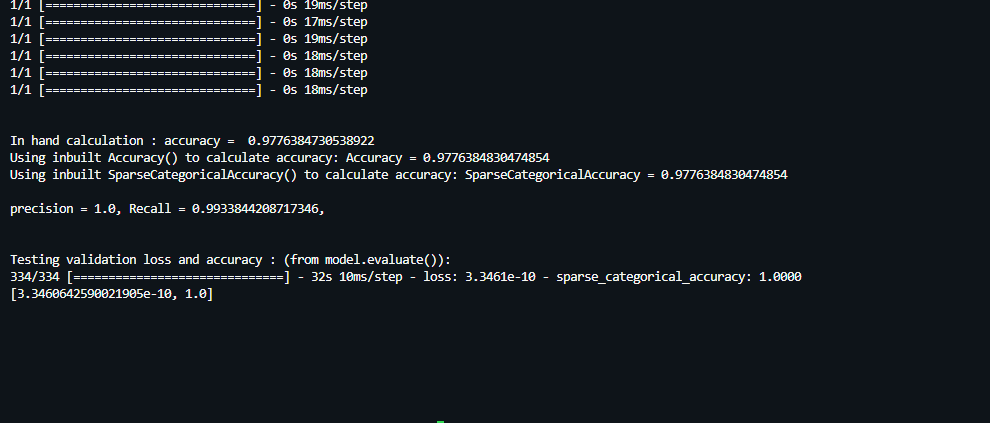 1/1 [==============================] - 0s 19ms/step
1/1 [==============================] - 0s 17ms/step
1/1 [==============================] - 0s 19ms/step
1/1 [==============================] - 0s 18ms/step
1/1 [==============================] - 0s 18ms/step
1/1 [==============================] - 0s 18ms/step
In hand calculation : accuracy =  0.9776384730538922
Using inbuilt Accuracy() to calculate accuracy: Accuracy = 0.9776384830474854
Using inbuilt SparseCategoricalAccuracy() to calculate accuracy: SparseCategoricalAccuracy = 0.9776384830474854
precision = 1.0, Recall = 0.9933844208717346,
Testing validation loss and accuracy : (from model.evaluate()):
334/334 [==============================] - 32s 10ms/step - loss: 3.3461e-10 - sparse_categorical_accuracy: 1.0000
[3.3460642590021905e-10, 1.0]